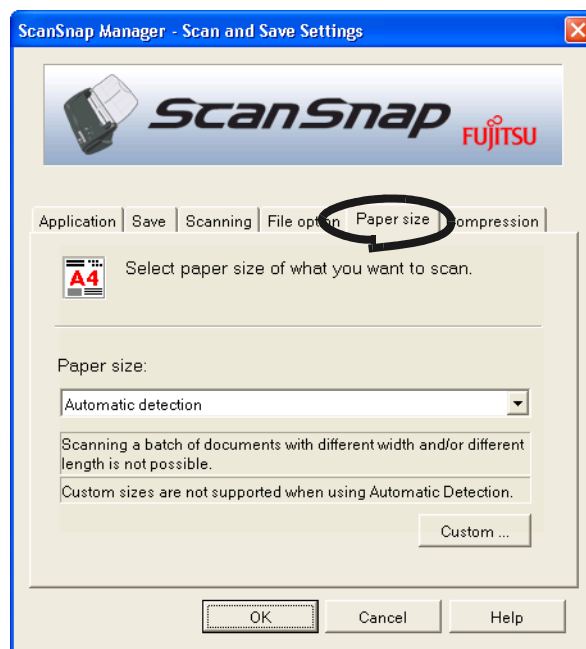 ScanSnap Manager - Scan and Save Settings
ScanSnap
FUJITSU
Application Save Scanning File option Paper size Compression
A4
Select paper size of what you want to scan.
Paper size:
Automatic detection
Scanning a batch of documents with different width and/or different
length is not possible.
Custom sizes are not supported when using Automatic Detection.
Custom ...
OK Cancel Help